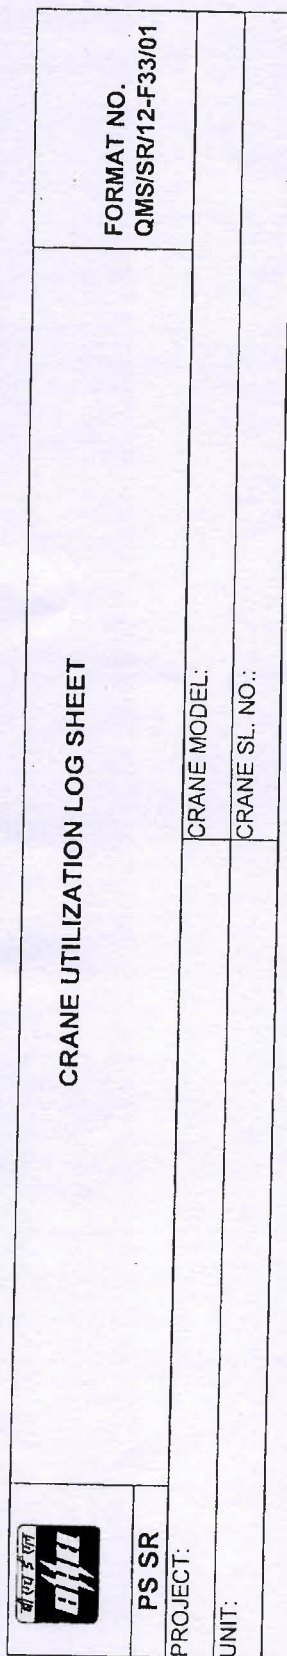 बी एच ई एल
PS SR
CRANE UTILIZATION LOG SHEET
FORMAT NO.
QMS/SR/12-F33/01
PROJECT:
CRANE MODEL:
UNIT:
CRANE SL. NO.: